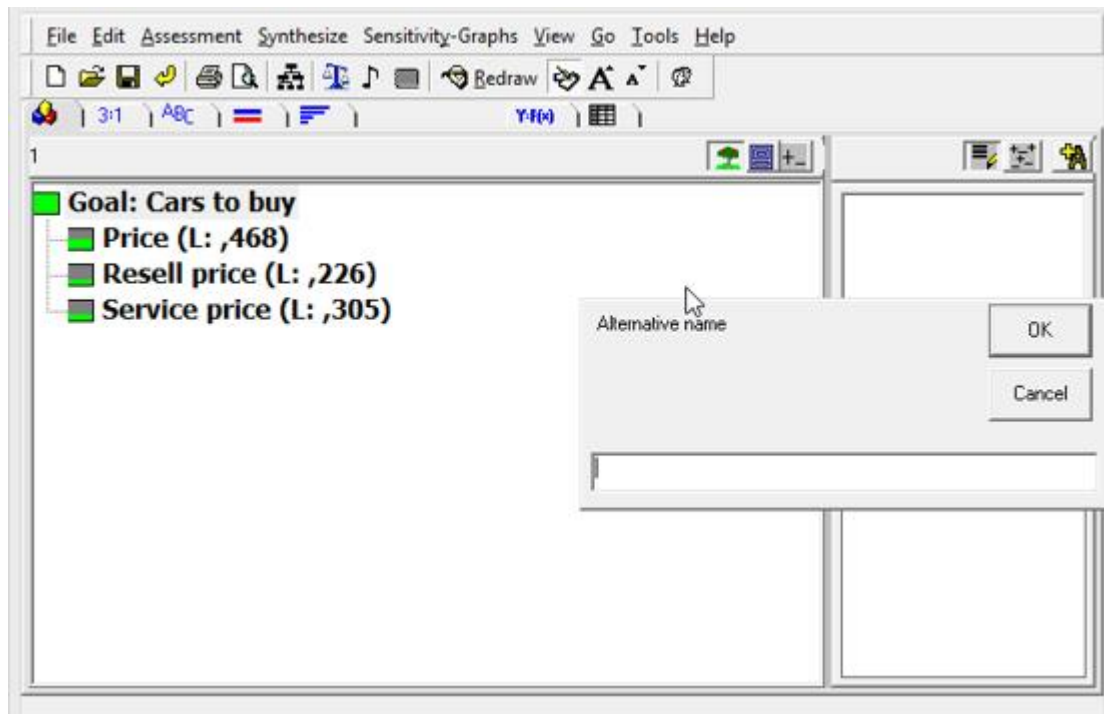 File Edit Assessment Synthesize Sensitivity-Graphs View Go Tools Help
Redraw A A
3:1 ABC Y=F(x)
1
Goal: Cars to buy
Price (L: ,468)
Resell price (L: ,226)
Service price (L: ,305)
Alternative name
OK
Cancel